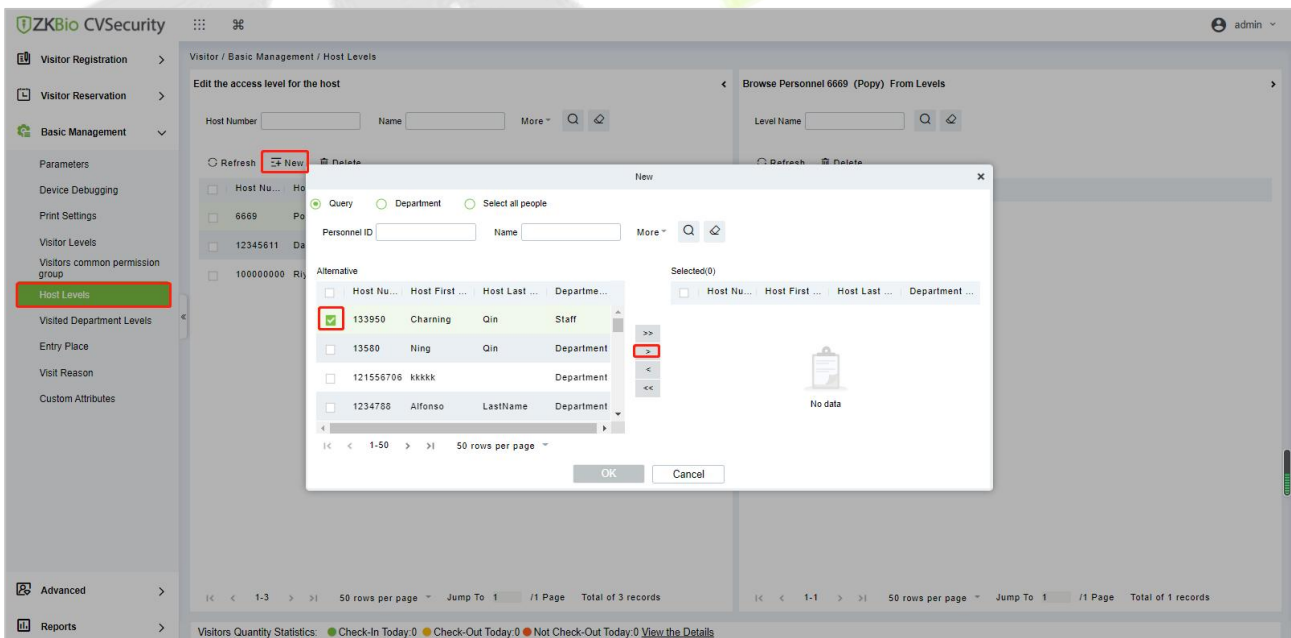 ZKBio CVSecurity
admin
Visitor Registration
Visitor Reservation
Basic Management
Parameters
Device Debugging
Print Settings
Visitor Levels
Visitors common permission
group
Host Levels
Visited Department Levels
Entry Place
Visit Reason
Custom Attributes
Advanced
Reports
Visitor / Basic Management / Host Levels
Edit the access level for the host
Host Number Name More
Refresh New Delete
Host Nu... Ho
6669 Po
12345611 Da
100000000 Riy
1-3 50 rows per page Jump To 1 /1 Page Total of 3 records
Browse Personnel 6669 (Popy) From Levels
Level Name
Refresh Delete
1-1 50 rows per page Jump To 1 /1 Page Total of 1 records
New
Query Department Select all people
Personnel ID Name More
Alternative
Host Nu... Host First ... Host Last ... Departme...
133950 Charning Qin Staff
13580 Ning Qin Department
121556706 kkkkk Department
1234788 Alfonso LastName Department
1-50 50 rows per page
>>
>
<
<<
Selected(0)
Host Nu... Host First ... Host Last ... Department ...
No data
OK Cancel
Visitors Quantity Statistics: Check-In Today:0 Check-Out Today:0 Not Check-Out Today:0 View the Details